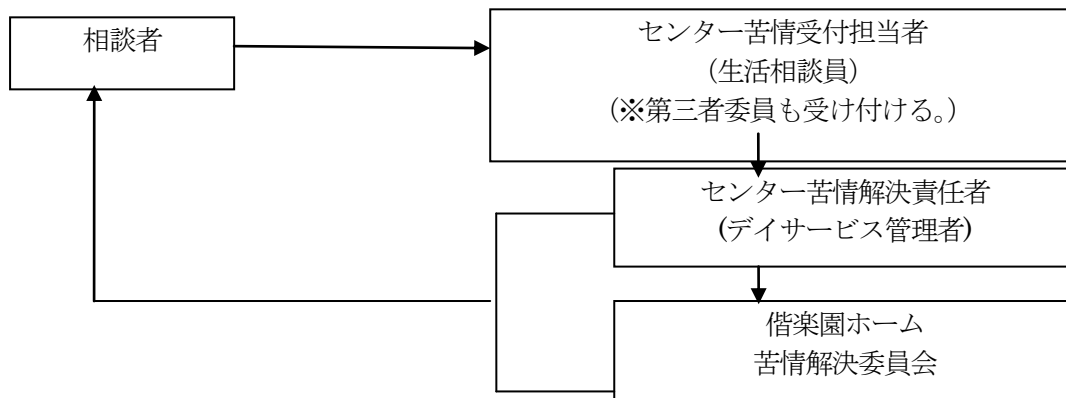 相談者
センター苦情受付担当者
（生活相談員）
（※第三者委員も受け付ける。）
センター苦情解決責任者
(デイサービス管理者)
偕楽園ホーム
苦情解決委員会